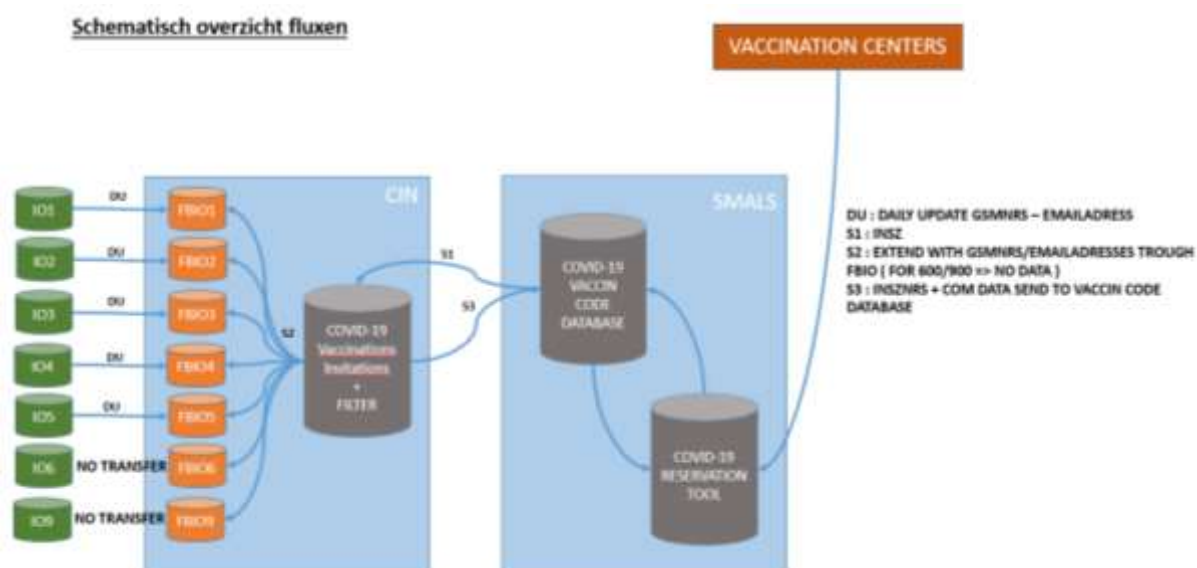 Schematisch overzicht fluxen
VACCINATION CENTERS
CIN
SMALS
IO1
DU
FBIO1
IO2
DU
FBIO2
IO3
DU
FBIO3
IO4
DU
FBIO4
IO5
DU
FBIO5
IO6
NO TRANSFER
FBIO6
IO9
NO TRANSFER
FBIO9
S2
COVID-19
Vaccinations
Invitations
+
FILTER
S1
S3
COVID-19
VACCIN
CODE
DATABASE
COVID-19
RESERVATION
TOOL
DU : DAILY UPDATE GSMNRS – EMAILADRESS
S1 : INSZ
S2 : EXTEND WITH GSMNRS/EMAILADRESSES TROUGH
FBIO ( FOR 600/900 => NO DATA )
S3 : INSZNRS + COM DATA SEND TO VACCIN CODE
DATABASE